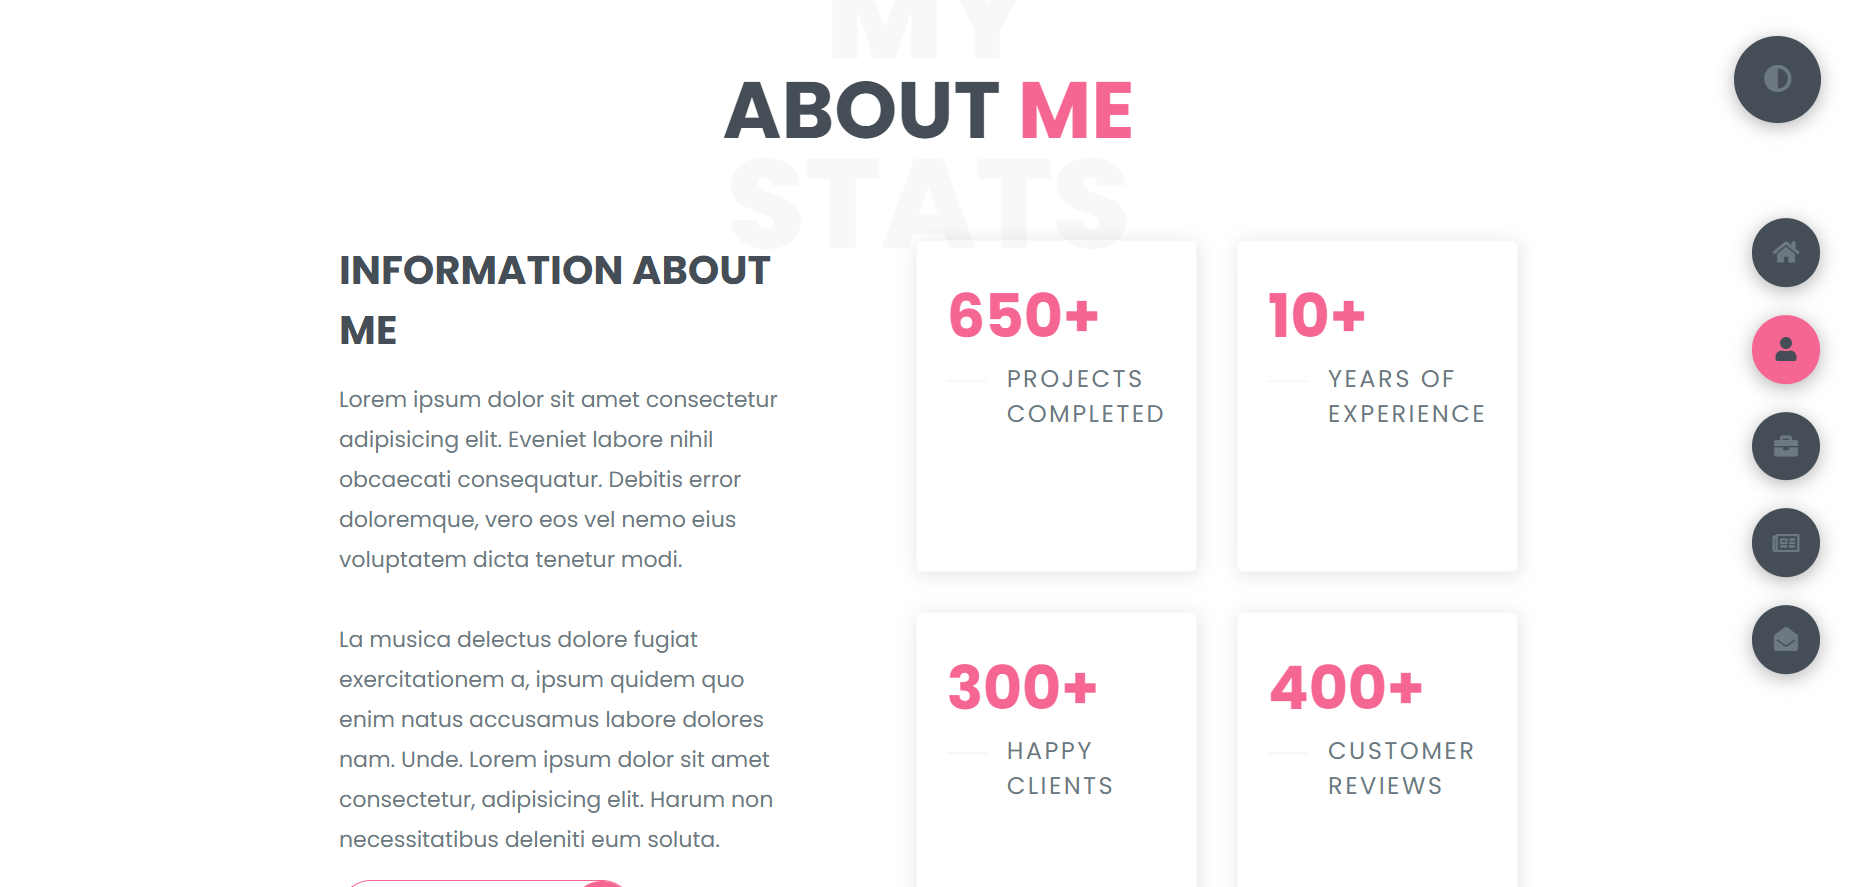 MY
ABOUT ME
STATS
INFORMATION ABOUT
ME
Lorem ipsum dolor sit amet consectetur
adipisicing elit. Eveniet labore nihil
obcaecati consequatur. Debitis error
doloremque, vero eos vel nemo eius
voluptatem dicta tenetur modi.
La musica delectus dolore fugiat
exercitationem a, ipsum quidem quo
enim natus accusamus labore dolores
nam. Unde. Lorem ipsum dolor sit amet
consectetur, adipisicing elit. Harum non
necessitatibus deleniti eum soluta.
650+
PROJECTS
COMPLETED
10+
YEARS OF
EXPERIENCE
300+
HAPPY
CLIENTS
400+
CUSTOMER
REVIEWS